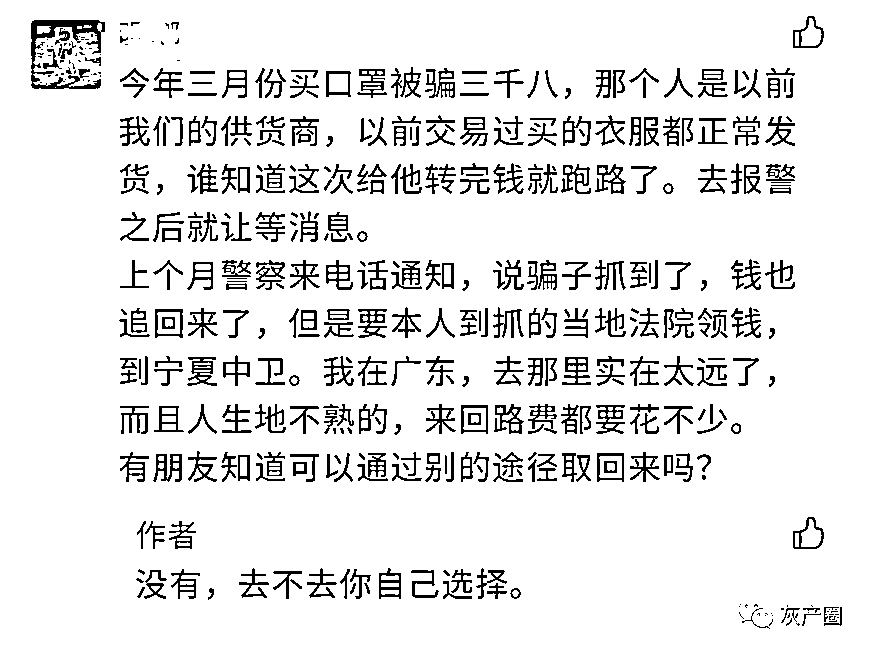 今年三月份买口罩被骗三千八，那个人是以前
我们的供货商，以前交易过买的衣服都正常发
货，谁知道这次给他转完钱就跑路了。去报警
之后就让等消息。
上个月警察来电话通知，说骗子抓到了，钱也
追回来了，但是要本人到抓的当地法院领钱，
到宁夏中卫。我在广东，去那里实在太远了，
而且人生地不熟的，来回路费都要花不少。
有朋友知道可以通过别的途径取回来吗？
作者
没有，去不去你自己选择。
灰产圈